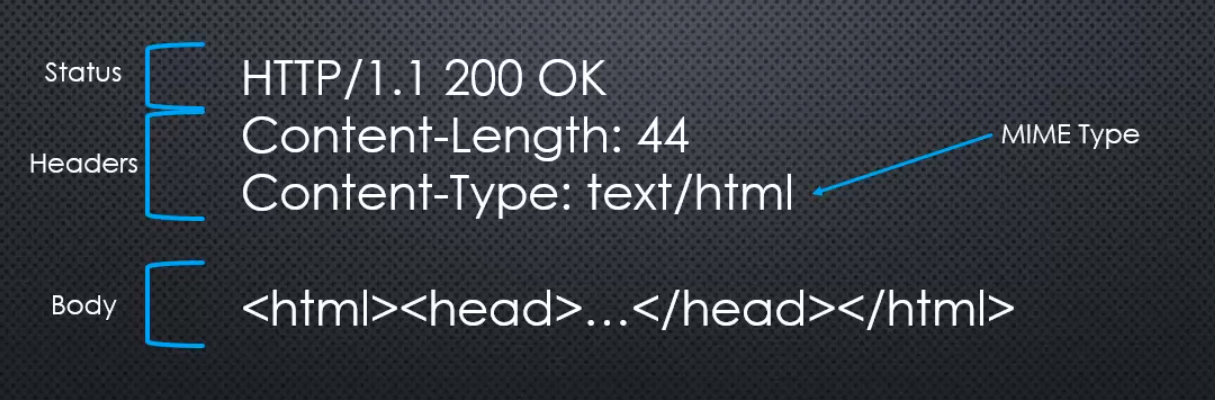 Status
HTTP/1.1 200 OK
Headers
Content-Length: 44
Content-Type: text/html
MIME Type
Body
<html><head>…</head></html>